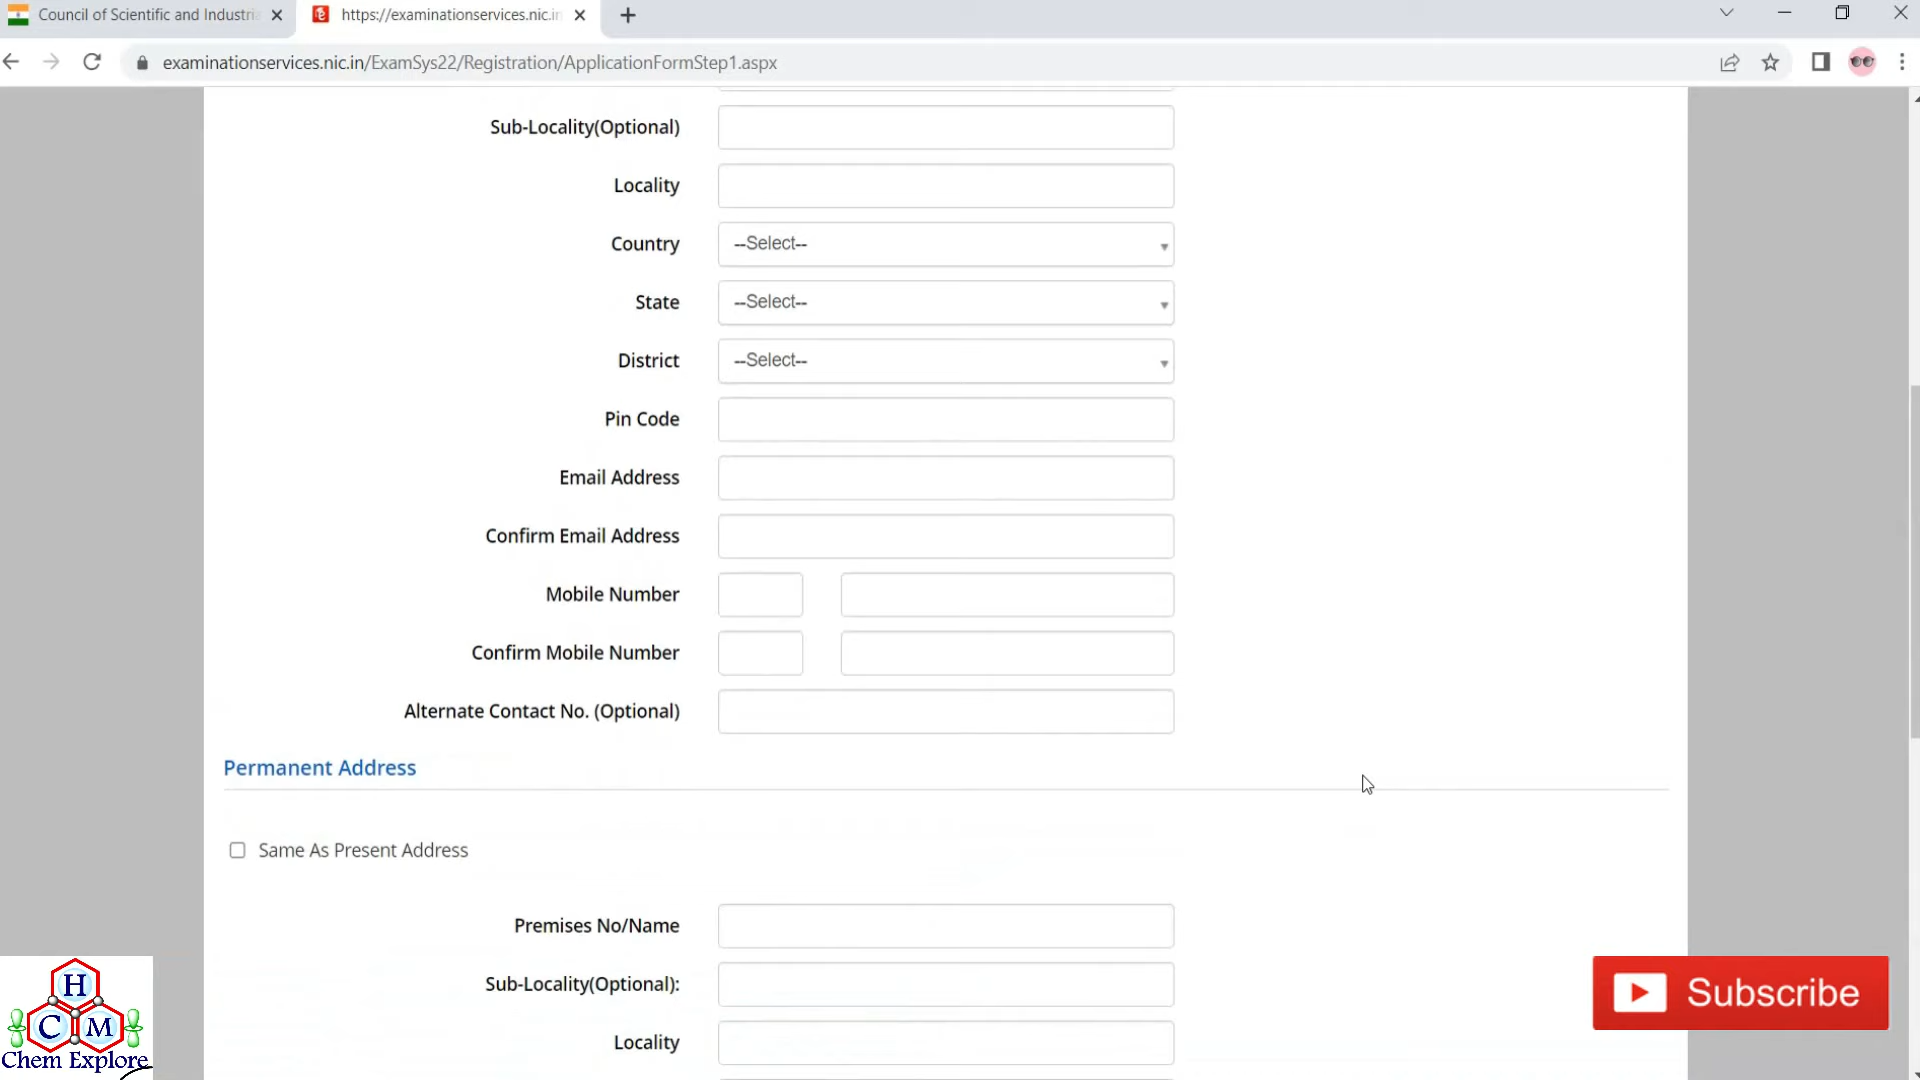 Council of Scientific and Industria
https://examinationservices.nic.in
examinationservices.nic.in/ExamSys22/Registration/ApplicationFormStep1.aspx
Sub-Locality(Optional)
Locality
Country --Select--
State --Select--
District --Select--
Pin Code
Email Address
Confirm Email Address
Mobile Number
Confirm Mobile Number
Alternate Contact No. (Optional)
Permanent Address
Same As Present Address
Premises No/Name
Sub-Locality(Optional):
Locality
H
C M
Chem Explore
Subscribe